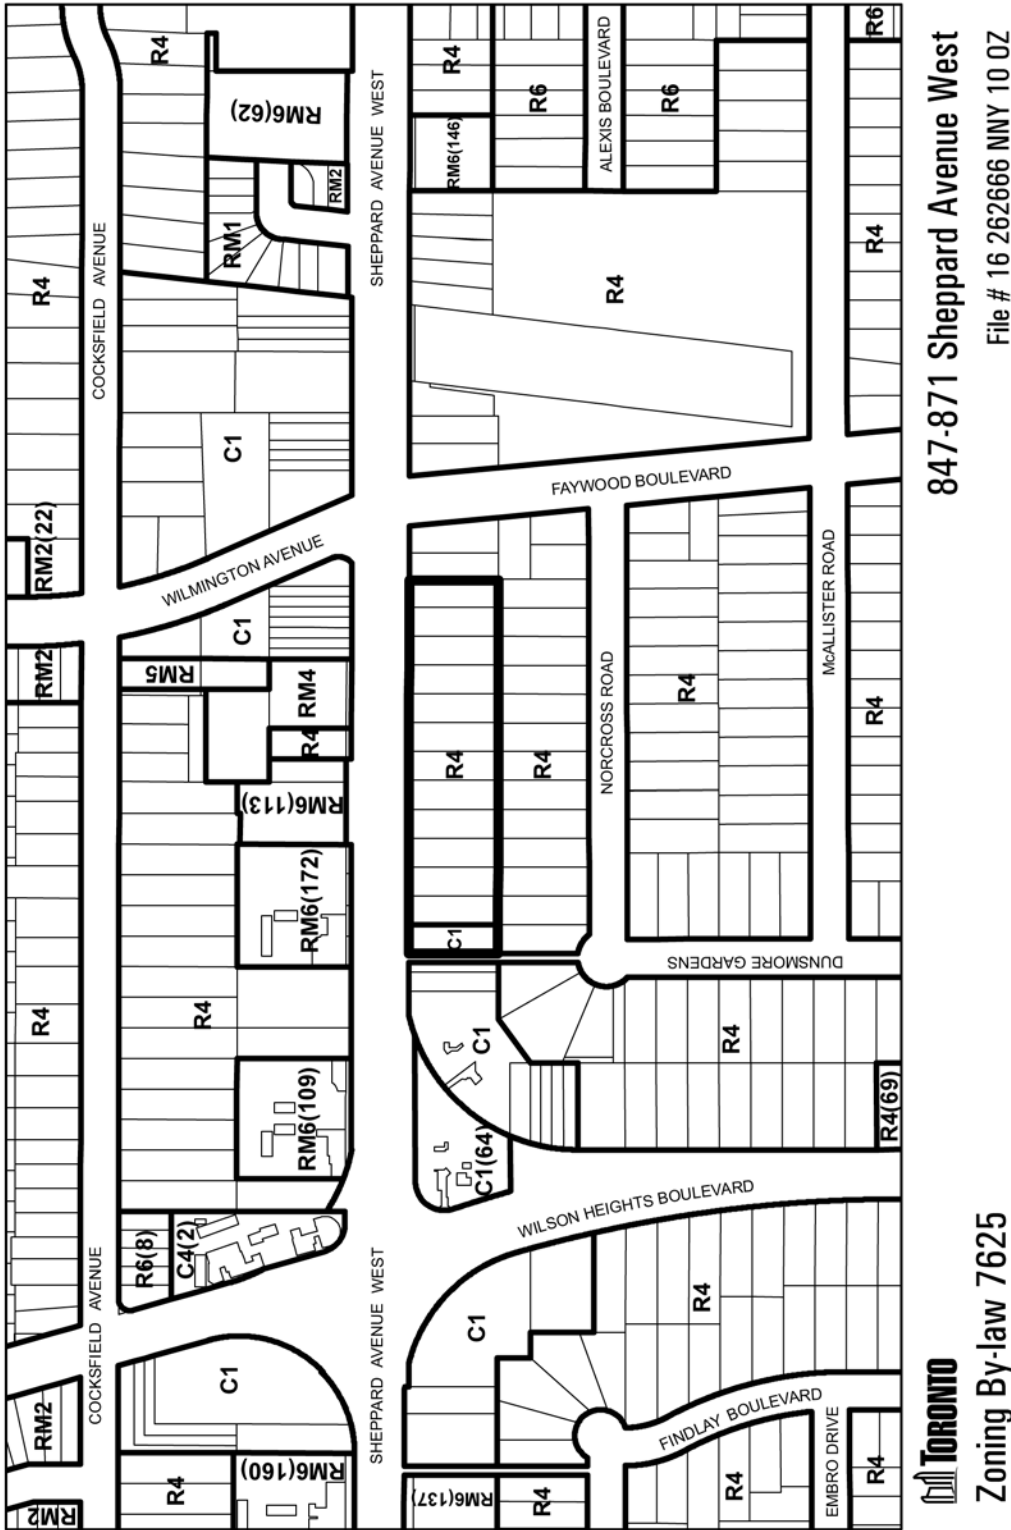 R4
R4
R6
R6
ALEXIS BOULEVARD
RM6(62)
SHEPPARD AVENUE WEST
RM6(146)
R6
R4
RM2
RM1
COCKSFIELD AVENUE
R4
R4
R4
C1
FAYWOOD BOULEVARD
RM2(22)
WILMINGTON AVENUE
C1
McALLISTER ROAD
RM2
RM5
RM4
R4
R4
R4
R4
R4
NORCROSS ROAD
RM6(113)
RM6(172)
C1
DUNSMORE GARDENS
R4
R4
C1
R4
RM6(109)
C1(64)
R4(69)
WILSON HEIGHTS BOULEVARD
R6(8)
C4(2)
COCKSFIELD AVENUE
SHEPPARD AVENUE WEST
C1
R4
C1
RM2
FINDLAY BOULEVARD
EMBRO DRIVE
R4
RM6(160)
RM6(137)
R4
R4
R4
RM2
847-871 Sheppard Avenue West
File # 16 262666 NNY 10 OZ
TORONTO
Zoning By-law 7625